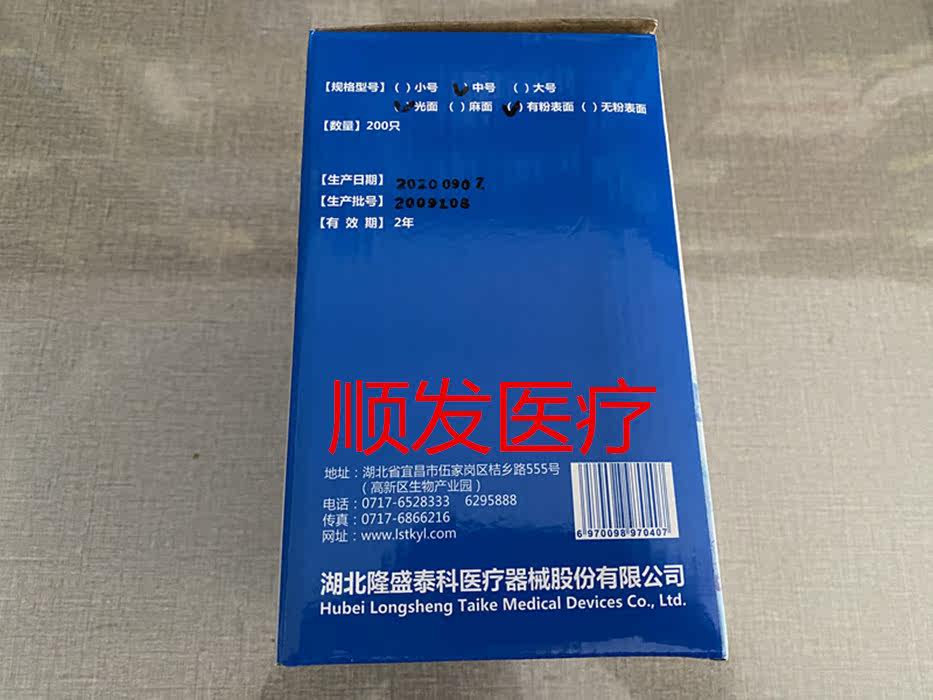 【规格型号】( )小号 (✓)中号 ( )大号
(✓)光面 ( )麻面 (✓)有粉表面 ( )无粉表面
【数量】200只
【生产日期】20200907
【生产批号】2009108
【有 效 期】2年
顺发医疗
地址：湖北省宜昌市伍家岗区桔乡路555号
（高新区生物产业园）
电话：0717-6528333 6295888
传真：0717-6866216
网址：www.lstkyl.com
6 970098 970407
湖北隆盛泰科医疗器械股份有限公司
Hubei Longsheng Taike Medical Devices Co., Ltd.